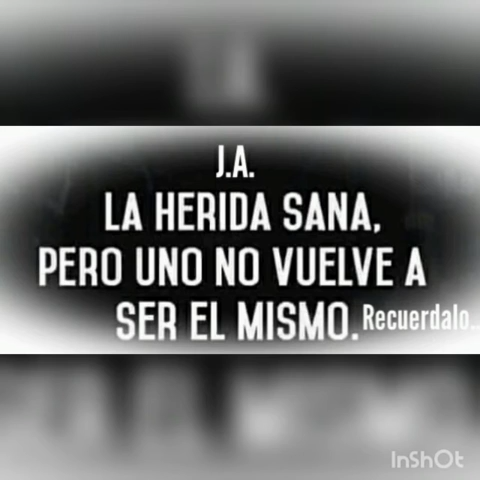 J.A.
LA HERIDA SANA,
PERO UNO NO VUELVE A
SER EL MISMO. Recuerdalo..
InShOt